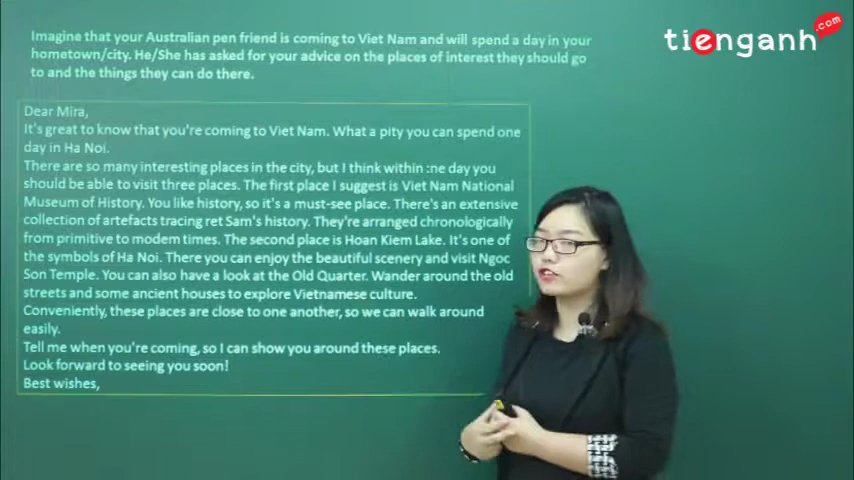 Imagine that your Australian pen friend is coming to Viet Nam and will spend a day in your
hometown/city. He/She has asked for your advice on the places of interest they should go
to and the things they can do there.
tienganh.com
Dear Mira,
It's great to know that you're coming to Viet Nam. What a pity you can spend one
day in Ha Noi.
There are so many interesting places in the city, but I think within :ne day you
should be able to visit three places. The first place I suggest is Viet Nam National
Museum of History. You like history, so it's a must-see place. There's an extensive
collection of artefacts tracing ret Sam's history. They're arranged chronologically
from primitive to modem times. The second place is Hoan Kiem Lake. It's one of
the symbols of Ha Noi. There you can enjoy the beautiful scenery and visit Ngoc
Son Temple. You can also have a look at the Old Quarter. Wander around the old
streets and some ancient houses to explore Vietnamese culture.
Conveniently, these places are close to one another, so we can walk around
easily.
Tell me when you're coming, so I can show you around these places.
Look forward to seeing you soon!
Best wishes,